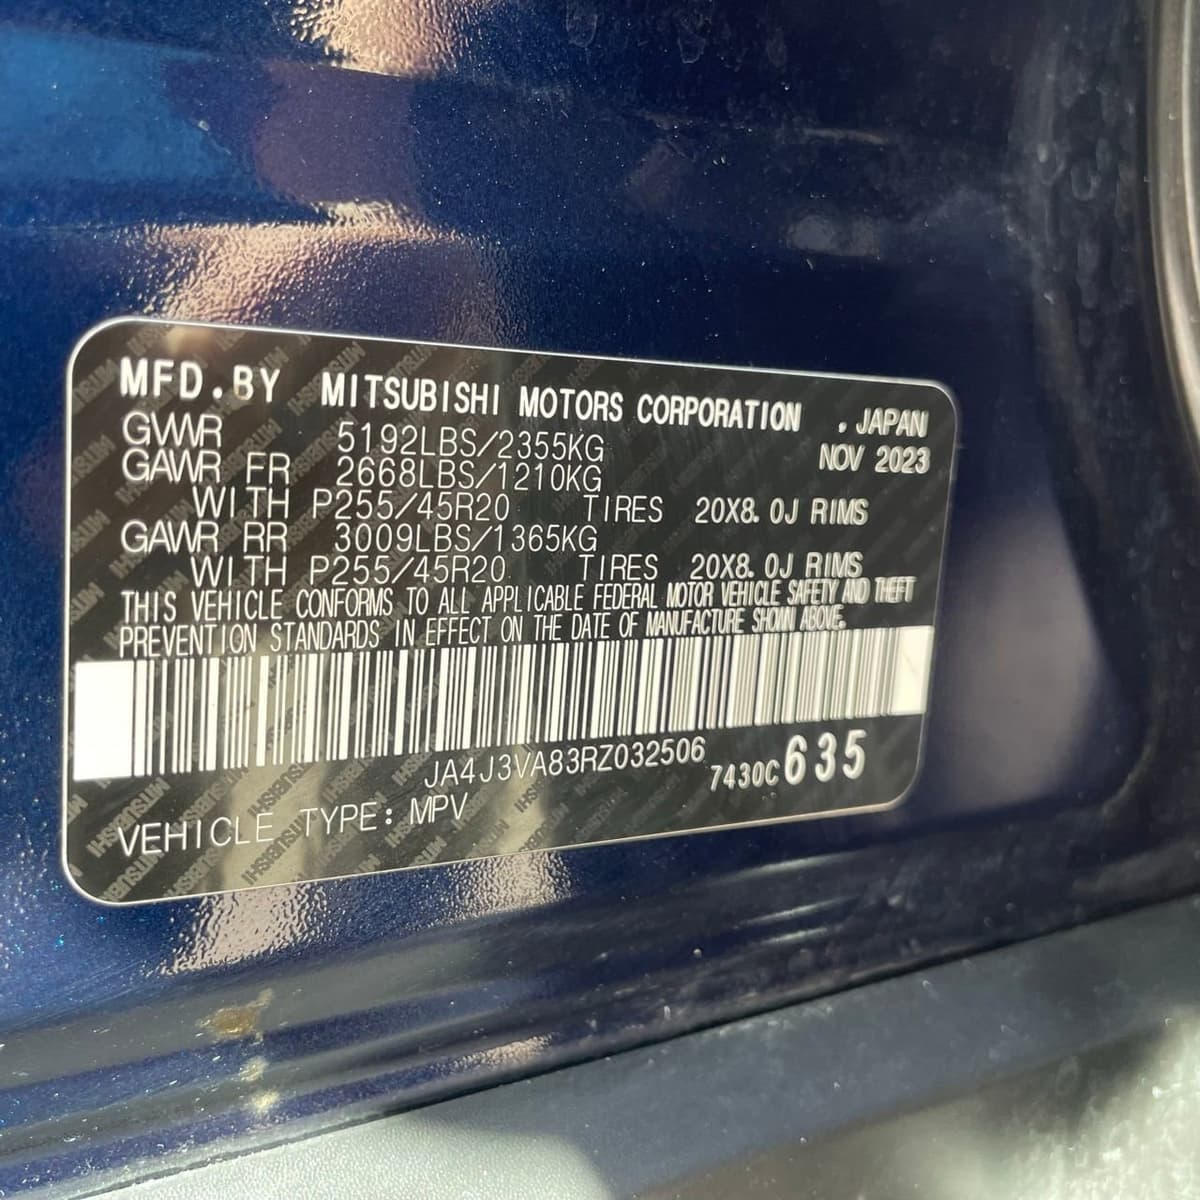 MFD.BY MITSUBISHI MOTORS CORPORATION .JAPAN
GVWR 5192LBS/2355KG NOV 2023
GAWR FR 2668LBS/1210KG
WITH P255/45R20 TIRES 20X8.0J RIMS
GAWR RR 3009LBS/1365KG
WITH P255/45R20 TIRES 20X8.0J RIMS
THIS VEHICLE CONFORMS TO ALL APPLICABLE FEDERAL MOTOR VEHICLE SAFETY AND THEFT
PREVENTION STANDARDS IN EFFECT ON THE DATE OF MANUFACTURE SHOWN ABOVE.
JA4J3VA83RZ032506 7430C635
VEHICLE TYPE: MPV